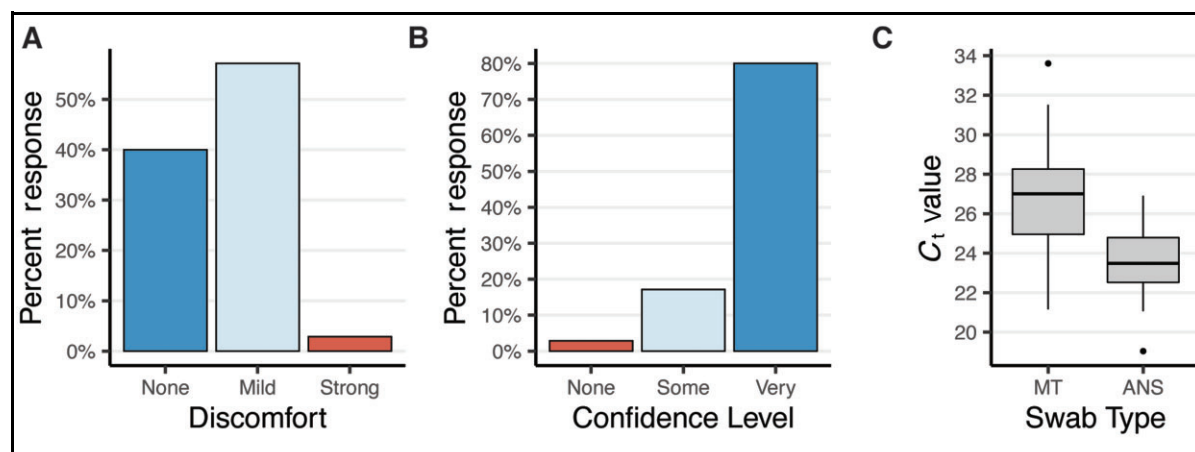 A
Percent response
50%
40%
30%
20%
10%
0%
None Mild Strong
Discomfort
B
Percent response
80%
70%
60%
50%
40%
30%
20%
10%
0%
None Some Very
Confidence Level
C
Ct value
34
32
30
28
26
24
22
20
MT ANS
Swab Type